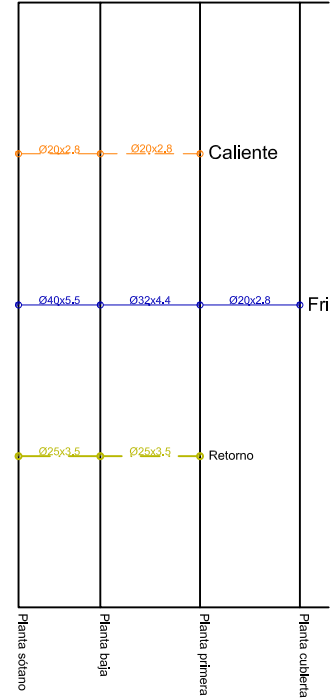 Ø20x2.8 Ø20x2.8 Caliente
Ø40x5.5 Ø32x4.4 Ø20x2.8 Fri
Ø25x3.5 Ø25x3.5 Retorno
Planta sótano
Planta baja
Planta primera
Planta cubierta